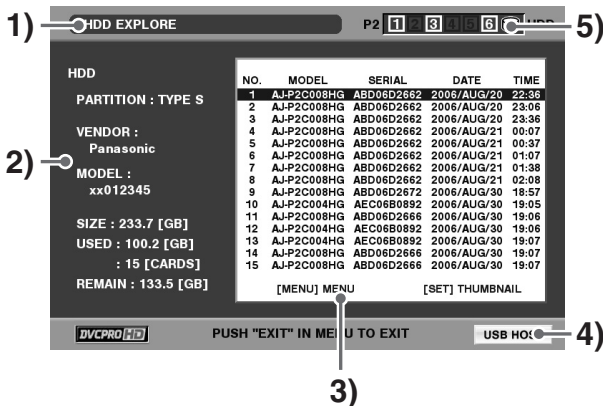 1) HDD EXPLORE P2 1 2 3 4 5 6 HDD 5)
HDD
PARTITION : TYPE S
VENDOR :
Panasonic
2)
MODEL :
xx012345
SIZE : 233.7 [GB]
USED : 100.2 [GB]
: 15 [CARDS]
REMAIN : 133.5 [GB]
NO. MODEL SERIAL DATE TIME
1 AJ-P2C008HG ABD06D2662 2006/AUG/20 22:36
2 AJ-P2C008HG ABD06D2662 2006/AUG/20 23:06
3 AJ-P2C008HG ABD06D2662 2006/AUG/20 23:36
4 AJ-P2C008HG ABD06D2662 2006/AUG/21 00:07
5 AJ-P2C008HG ABD06D2662 2006/AUG/21 00:37
6 AJ-P2C008HG ABD06D2662 2006/AUG/21 01:07
7 AJ-P2C008HG ABD06D2662 2006/AUG/21 01:38
8 AJ-P2C008HG ABD06D2662 2006/AUG/21 02:08
9 AJ-P2C008HG ABD06D2672 2006/AUG/30 18:57
10 AJ-P2C004HG AEC06B0892 2006/AUG/30 19:05
11 AJ-P2C008HG ABD06D2666 2006/AUG/30 19:06
12 AJ-P2C004HG AEC06B0892 2006/AUG/30 19:06
13 AJ-P2C004HG AEC06B0892 2006/AUG/30 19:07
14 AJ-P2C008HG ABD06D2666 2006/AUG/30 19:07
15 AJ-P2C008HG ABD06D2666 2006/AUG/30 19:07
[MENU] MENU [SET] THUMBNAIL
DVCPRO HD PUSH "EXIT" IN MENU TO EXIT USB HOST 4)
3)